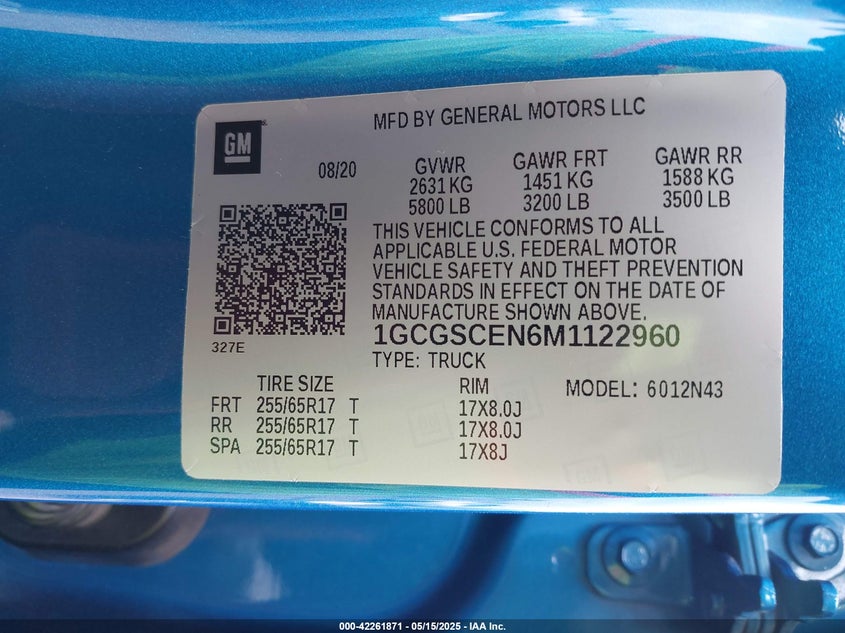 MFD BY GENERAL MOTORS LLC
GM
08/20
GVWR GAWR FRT GAWR RR
2631 KG 1451 KG 1588 KG
5800 LB 3200 LB 3500 LB
THIS VEHICLE CONFORMS TO ALL
APPLICABLE U.S. FEDERAL MOTOR
VEHICLE SAFETY AND THEFT PREVENTION
STANDARDS IN EFFECT ON THE DATE OF
MANUFACTURE SHOWN ABOVE.
1GCGSCEN6M1122960
327E
TYPE: TRUCK
TIRE SIZE RIM MODEL: 6012N43
FRT 255/65R17 T 17X8.0J
RR 255/65R17 T 17X8.0J
SPA 255/65R17 T 17X8J
GM
GM
GM
000-42261871 - 05/15/2025 - IAA Inc.